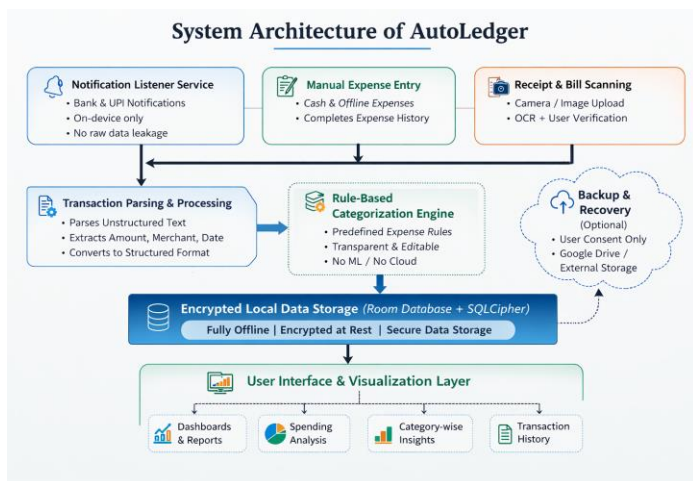 System Architecture of AutoLedger
Notification Listener Service
• Bank & UPI Notifications
• On-device only
• No raw data leakage
Manual Expense Entry
• Cash & Offline Expenses
• Completes Expense History
Receipt & Bill Scanning
• Camera / Image Upload
• OCR + User Verification
Transaction Parsing & Processing
• Parses Unstructured Text
• Extracts Amount, Merchant, Date
• Converts to Structured Format
Rule-Based
Categorization Engine
• Predefined Expense Rules
• Transparent & Editable
• No ML / No Cloud
Backup &
Recovery
(Optional)
• User Consent Only
• Google Drive /
External Storage
Encrypted Local Data Storage (Room Database + SQLCipher)
Fully Offline | Encrypted at Rest | Secure Data Storage
User Interface & Visualization Layer
Dashboards
& Reports
Spending
Analysis
Category-wise
Insights
Transaction
History